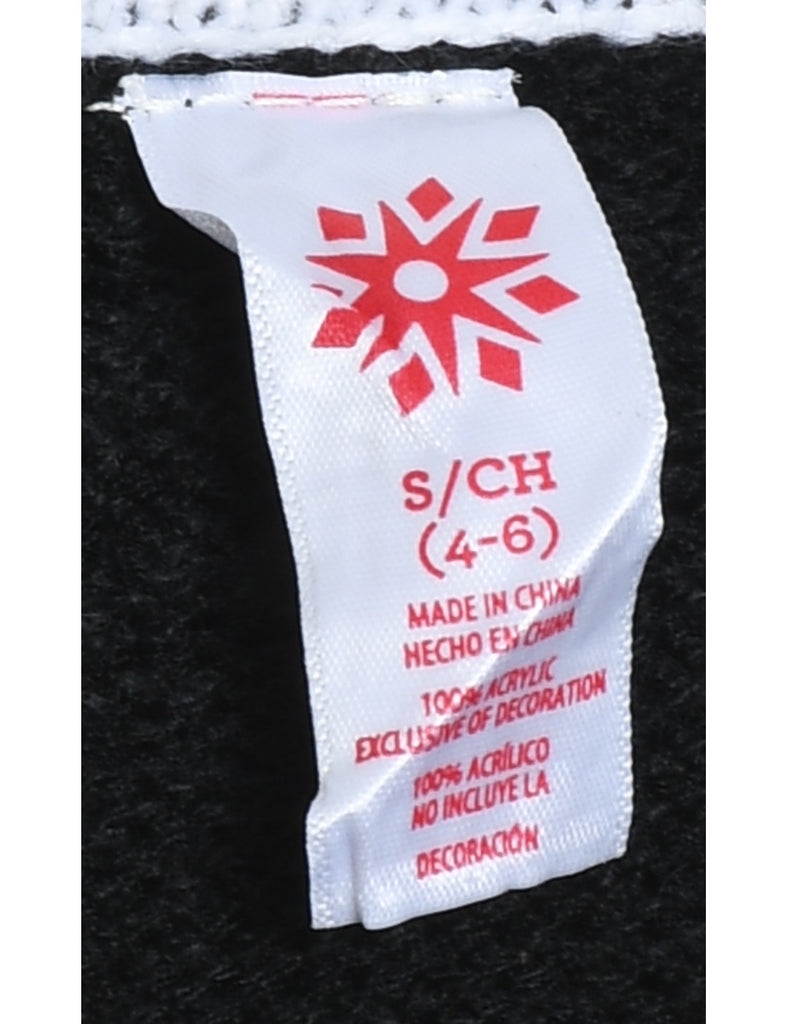 S/CH
(4-6)
MADE IN CHINA
HECHO EN CHINA
100% ACRYLIC
EXCLUSIVE OF DECORATION
100% ACRÍLICO
NO INCLUYE LA
DECORACIÓN